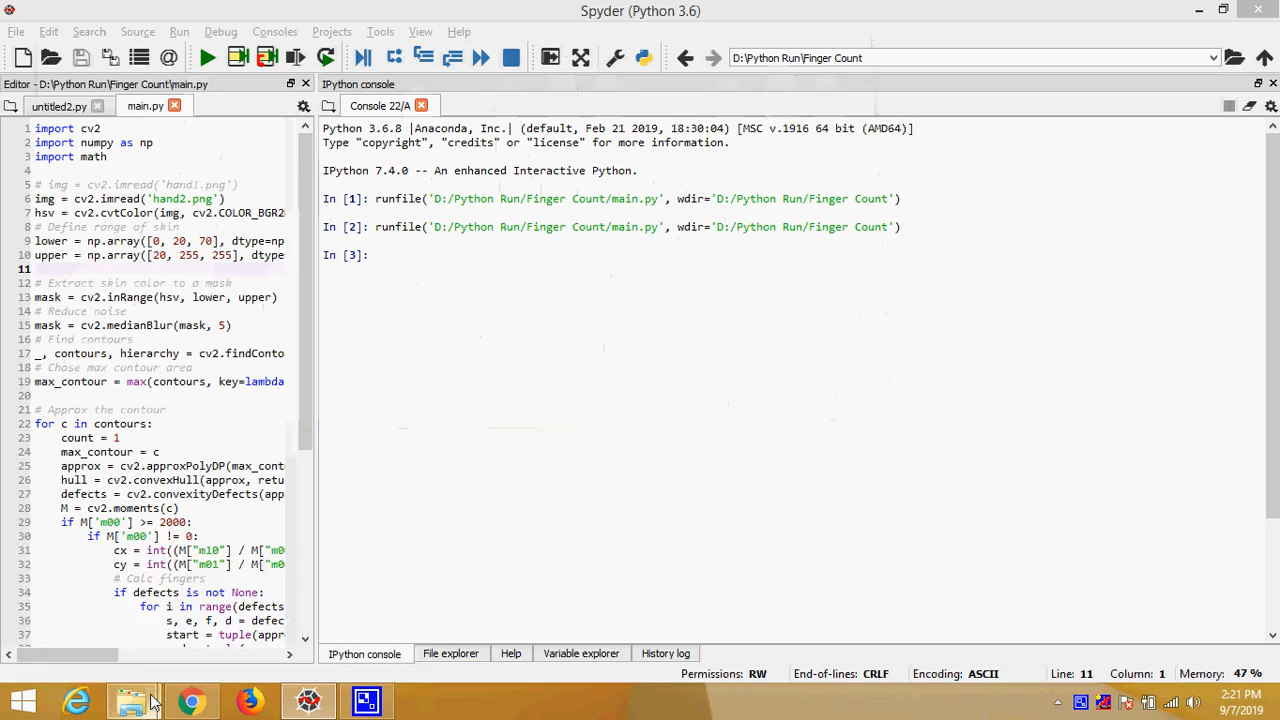 Spyder (Python 3.6)
File Edit Search Source Run Debug Consoles Projects Tools View Help
D:\Python Run\Finger Count
Editor - D:\Python Run\Finger Count\main.py
IPython console
untitled2.py main.py
Console 22/A
1 import cv2
2 import numpy as np
3 import math
4
5 # img = cv2.imread('hand1.png')
6 img = cv2.imread('hand2.png')
7 hsv = cv2.cvtColor(img, cv2.COLOR_BGR2
8 # Define range of skin
9 lower = np.array([0, 20, 70], dtype=np
10 upper = np.array([20, 255, 255], dtype
11
12 # Extract skin color to a mask
13 mask = cv2.inRange(hsv, lower, upper)
14 # Reduce noise
15 mask = cv2.medianBlur(mask, 5)
16 # Find contours
17 _, contours, hierarchy = cv2.findConto
18 # Chose max contour area
19 max_contour = max(contours, key=lambda
20
21 # Approx the contour
22 for c in contours:
23 count = 1
24 max_contour = c
25 approx = cv2.approxPolyDP(max_cont
26 hull = cv2.convexHull(approx, retu
27 defects = cv2.convexityDefects(app
28 M = cv2.moments(c)
29 if M['m00'] >= 2000:
30 if M['m00'] != 0:
31 cx = int((M["m10"] / M["m0
32 cy = int((M["m01"] / M["m0
33 # Calc fingers
34 if defects is not None:
35 for i in range(defects
36 s, e, f, d = defec
37 start = tuple(appr
Python 3.6.8 |Anaconda, Inc.| (default, Feb 21 2019, 18:30:04) [MSC v.1916 64 bit (AMD64)]
Type "copyright", "credits" or "license" for more information.
IPython 7.4.0 -- An enhanced Interactive Python.
In [1]: runfile('D:/Python Run/Finger Count/main.py', wdir='D:/Python Run/Finger Count')
In [2]: runfile('D:/Python Run/Finger Count/main.py', wdir='D:/Python Run/Finger Count')
In [3]:
IPython console File explorer Help Variable explorer History log
Permissions: RW End-of-lines: CRLF Encoding: ASCII Line: 11 Column: 1 Memory: 47 %
2:21 PM
9/7/2019